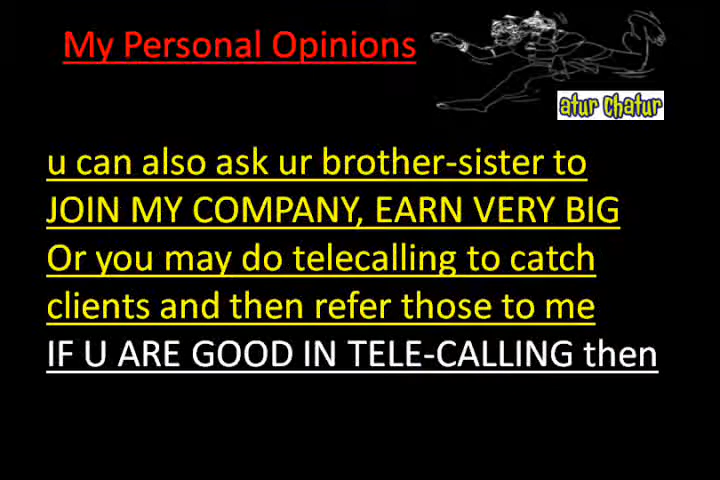 My Personal Opinions
atur chatur
u can also ask ur brother-sister to
JOIN MY COMPANY, EARN VERY BIG
Or you may do telecalling to catch
clients and then refer those to me
IF U ARE GOOD IN TELE-CALLING then